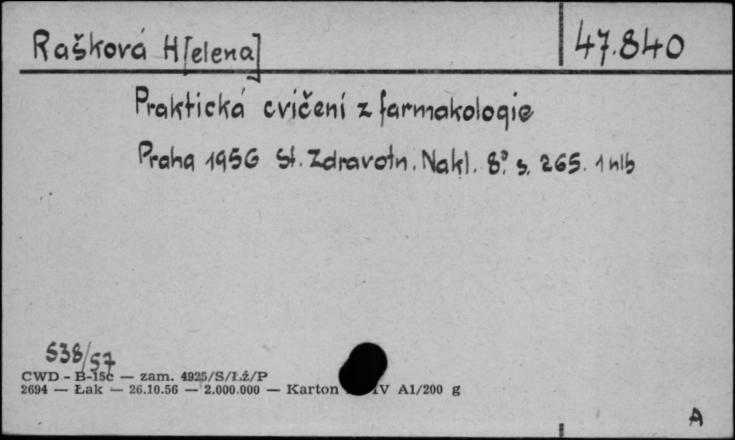 Rašková H[elena]
47.840
Praktická cvičení z farmakologie
Praha 1956 St. Zdravotn. Nakl. 8°. s. 265. 1 nlb
538/57
CWD - B-15c — zam. 4925/S/Łż/P
2694 — Łak — 26.10.56 — 2.000.000 — Karton IV A1/200 g
A